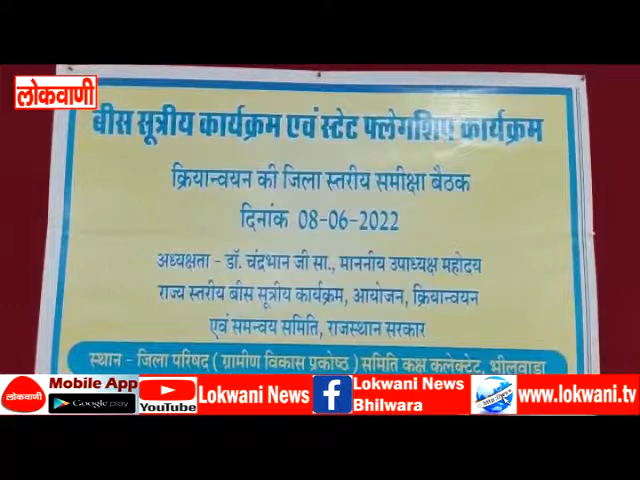 लोकवाणी
बीस सूत्रीय कार्यक्रम एवं स्टेट फ्लेगशिप कार्यक्रम
क्रियान्वयन की जिला स्तरीय समीक्षा बैठक
दिनांक 08-06-2022
अध्यक्षता - डॉ. चंद्रभान जी सा., माननीय उपाध्यक्ष महोदय
राज्य स्तरीय बीस सूत्रीय कार्यक्रम, आयोजन, क्रियान्वयन
एवं समन्वय समिति, राजस्थान सरकार
स्थान - जिला परिषद ( ग्रामीण विकास प्रकोष्ठ ) समिति कक्ष कलेक्टेट, भीलवाड़ा
लोकवाणी
Mobile App
Google play
YouTube
Lokwani News
Lokwani News
Bhilwara
http://www
www.lokwani.tv